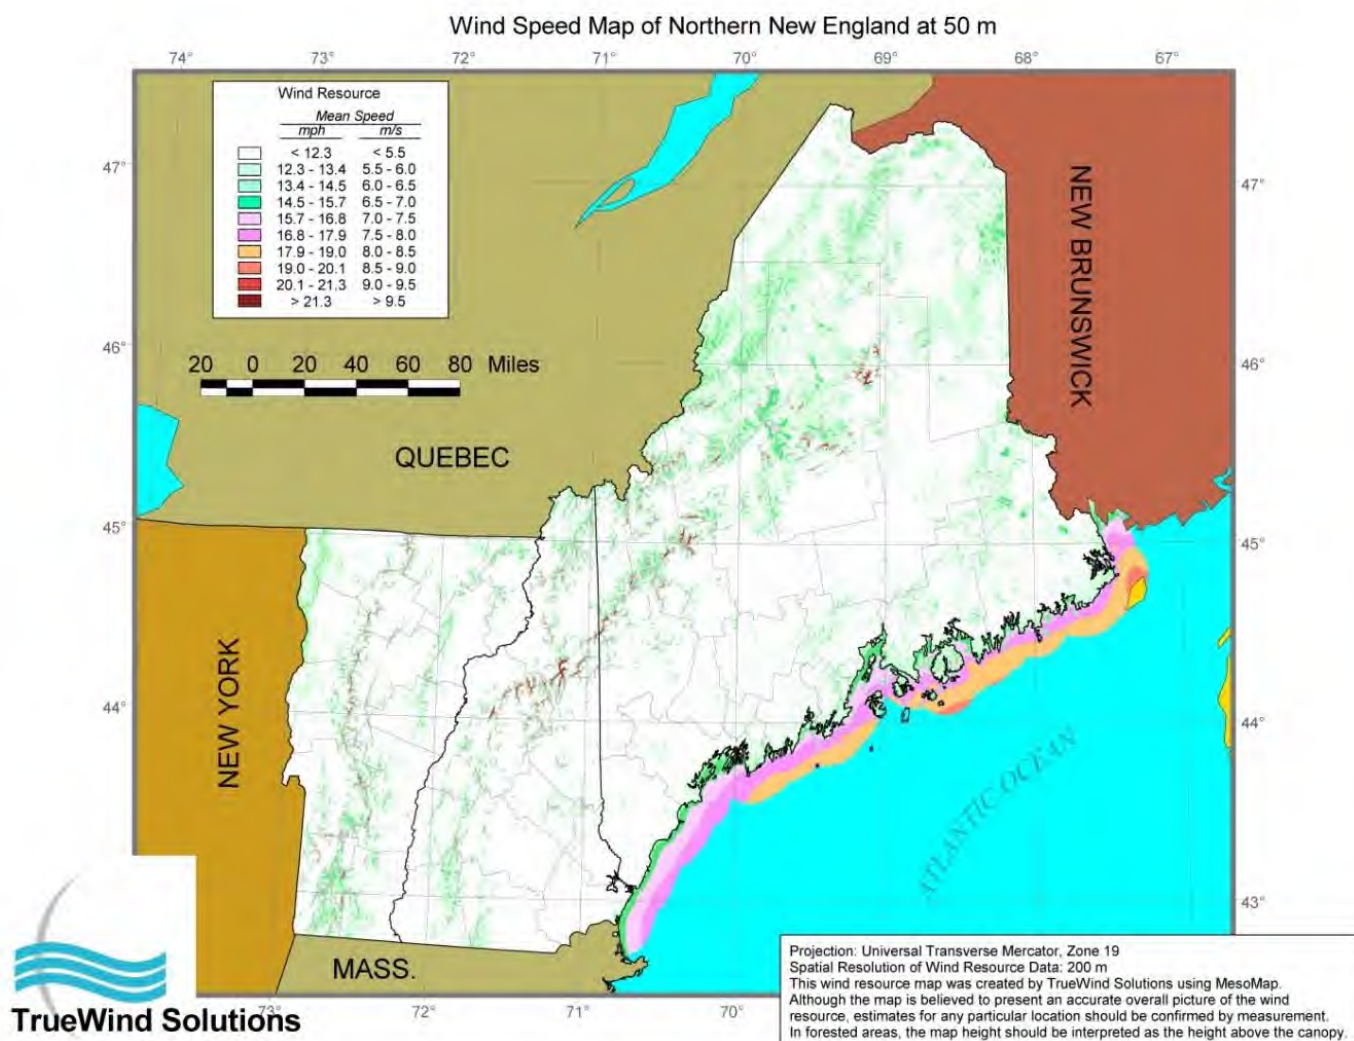 Wind Speed Map of Northern New England at 50 m
74° 73° 72° 71° 70° 69° 68° 67°
Wind Resource
Mean Speed
mph m/s
< 12.3 < 5.5
12.3 - 13.4 5.5 - 6.0
13.4 - 14.5 6.0 - 6.5
14.5 - 15.7 6.5 - 7.0
15.7 - 16.8 7.0 - 7.5
16.8 - 17.9 7.5 - 8.0
17.9 - 19.0 8.0 - 8.5
19.0 - 20.1 8.5 - 9.0
20.1 - 21.3 9.0 - 9.5
> 21.3 > 9.5
47° 47°
NEW BRUNSWICK
46° 46°
20 0 20 40 60 80 Miles
QUEBEC
45° 45°
NEW YORK
44° 44°
ATLANTIC OCEAN
43°
MASS.
73° 72° 71° 70°
TrueWind Solutions
Projection: Universal Transverse Mercator, Zone 19
Spatial Resolution of Wind Resource Data: 200 m
This wind resource map was created by TrueWind Solutions using MesoMap.
Although the map is believed to present an accurate overall picture of the wind
resource, estimates for any particular location should be confirmed by measurement.
In forested areas, the map height should be interpreted as the height above the canopy.